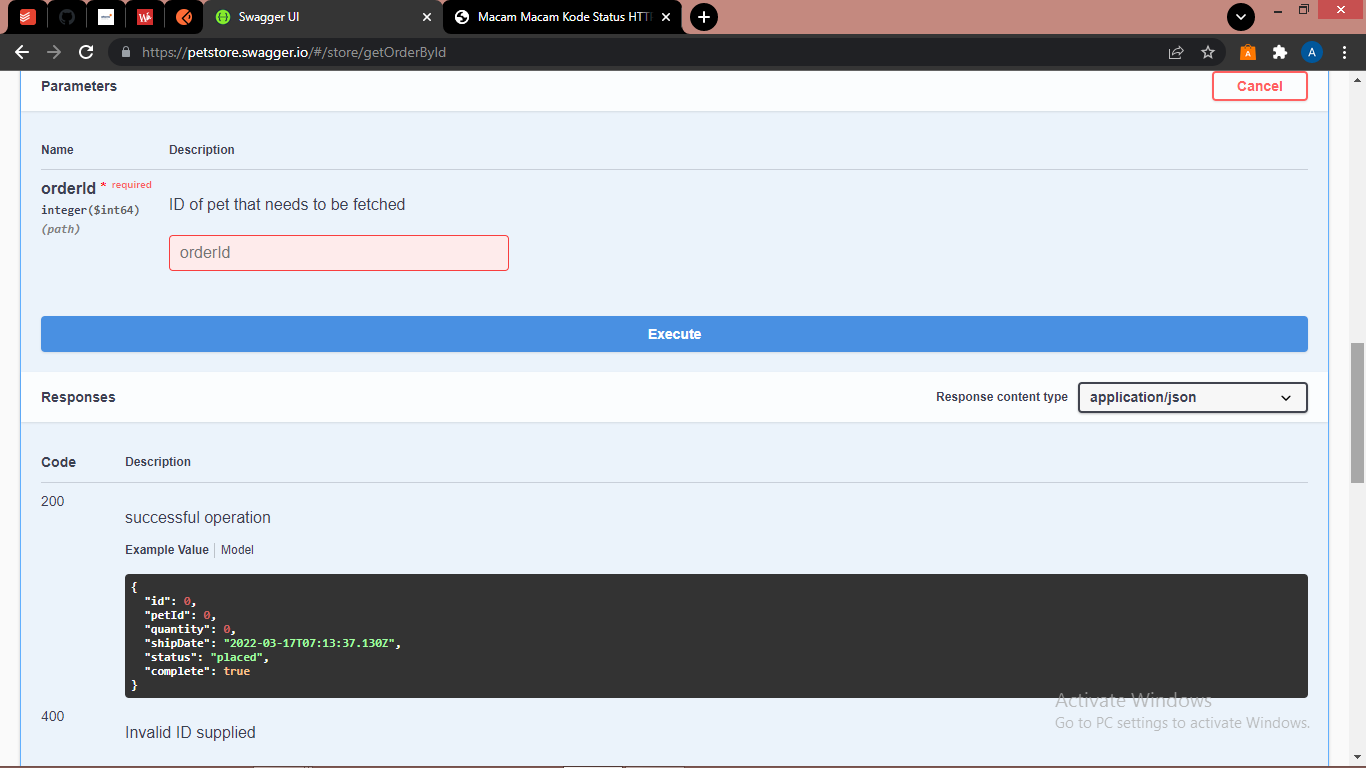 Swagger UI
Macam Macam Kode Status HTT
https://petstore.swagger.io/#/store/getOrderById
A
A
Parameters
Cancel
Name
Description
orderId * required
integer($int64)
(path)
ID of pet that needs to be fetched
orderId
Execute
Responses
Response content type
application/json
Code
Description
200
successful operation
Example Value
Model
{
"id": 0,
"petId": 0,
"quantity": 0,
"shipDate": "2022-03-17T07:13:37.130Z",
"status": "placed",
"complete": true
}
400
Invalid ID supplied
Activate Windows
Go to PC settings to activate Windows.